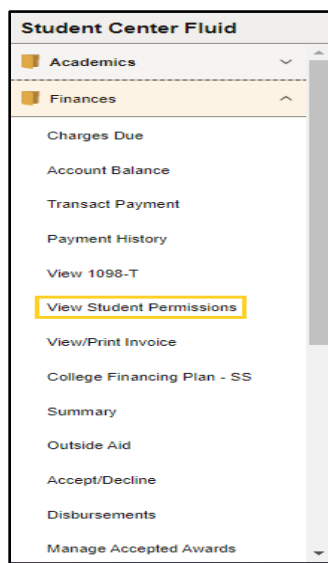 Student Center Fluid
Academics
Finances
Charges Due
Account Balance
Transact Payment
Payment History
View 1098-T
View Student Permissions
View/Print Invoice
College Financing Plan - SS
Summary
Outside Aid
Accept/Decline
Disbursements
Manage Accepted Awards